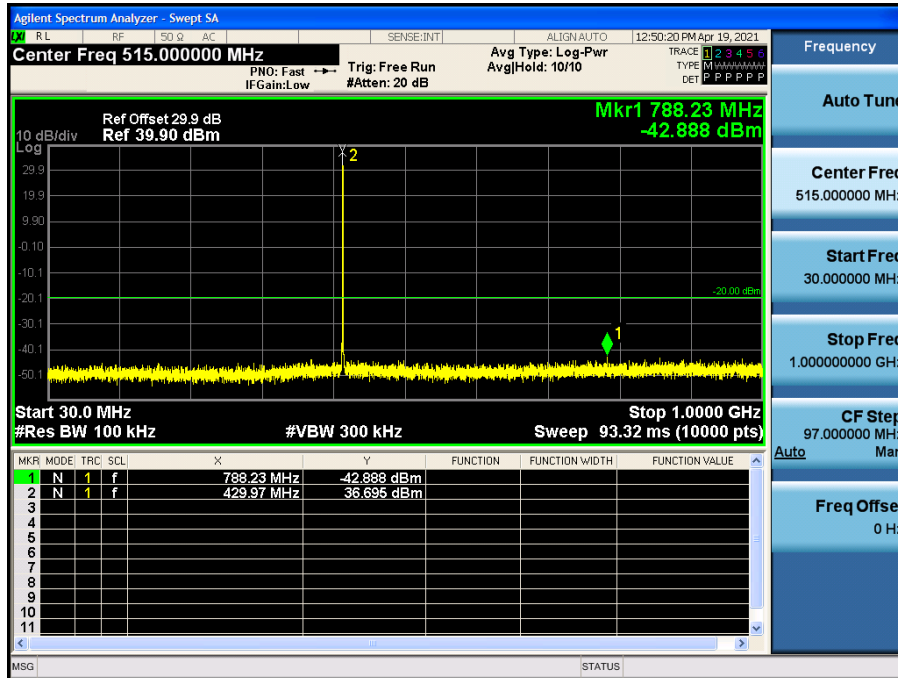 Agilent Spectrum Analyzer - Swept SA
LXI RL RF 50 Ω AC SENSE:INT ALIGN AUTO 12:50:20 PM Apr 19, 2021
Center Freq 515.000000 MHz
PNO: Fast
IFGain:Low
Trig: Free Run
#Atten: 20 dB
Avg Type: Log-Pwr
Avg|Hold: 10/10
TRACE 1 2 3 4 5 6
TYPE M
DET P P P P P P
Ref Offset 29.9 dB
10 dB/div Ref 39.90 dBm
Log
Mkr1 788.23 MHz
-42.888 dBm
29.9
19.9
9.90
-0.10
-10.1
-20.1
-30.1
-40.1
-50.1
2
-20.00 dBm
1
Start 30.0 MHz Stop 1.0000 GHz
#Res BW 100 kHz #VBW 300 kHz Sweep 93.32 ms (10000 pts)
MKR MODE TRC SCL X Y FUNCTION FUNCTION WIDTH FUNCTION VALUE
1 N 1 f 788.23 MHz -42.888 dBm
2 N 1 f 429.97 MHz 36.695 dBm
3
4
5
6
7
8
9
10
11
MSG STATUS
Frequency
Auto Tune
Center Freq
515.000000 MHz
Start Freq
30.000000 MHz
Stop Freq
1.000000000 GHz
CF Step
97.000000 MHz
Auto Man
Freq Offset
0 Hz